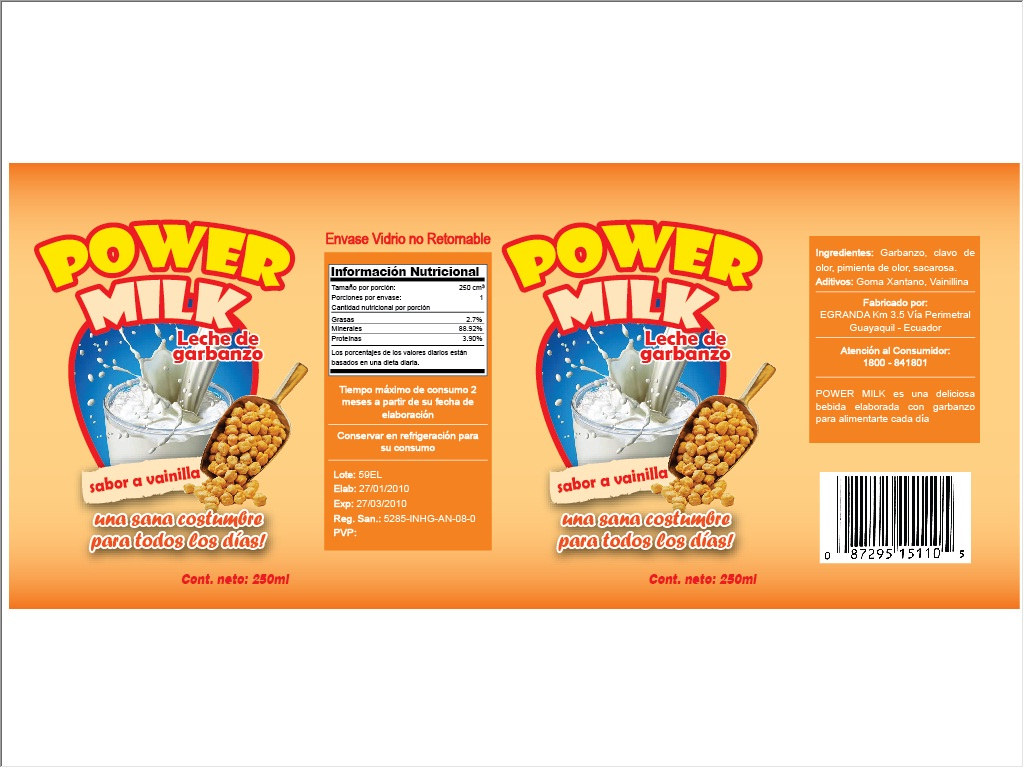 POWER
MILK
Leche de
garbanzo
sabor a vainilla
una sana costumbre
para todos los días!
Cont. neto: 250ml
Envase Vidrio no Retornable
Información Nutricional
Tamaño por porción: 250 cm³
Porciones por envase: 1
Cantidad nutricional por porción
Grasas 2.7%
Minerales 88.92%
Proteínas 3.90%
Los porcentajes de los valores diarios están
basados en una dieta diaria.
Tiempo máximo de consumo 2
meses a partir de su fecha de
elaboración
Conservar en refrigeración para
su consumo
Lote: 59EL
Elab: 27/01/2010
Exp: 27/03/2010
Reg. San.: 5285-INHG-AN-08-0
PVP:
POWER
MILK
Leche de
garbanzo
sabor a vainilla
una sana costumbre
para todos los días!
Cont. neto: 250ml
Ingredientes: Garbanzo, clavo de
olor, pimienta de olor, sacarosa.
Aditivos: Goma Xantano, Vainillina
Fabricado por:
EGRANDA Km 3.5 Vía Perimetral
Guayaquil - Ecuador
Atención al Consumidor:
1800 - 841801
POWER MILK es una deliciosa
bebida elaborada con garbanzo
para alimentarte cada día
0 87295 15110 5